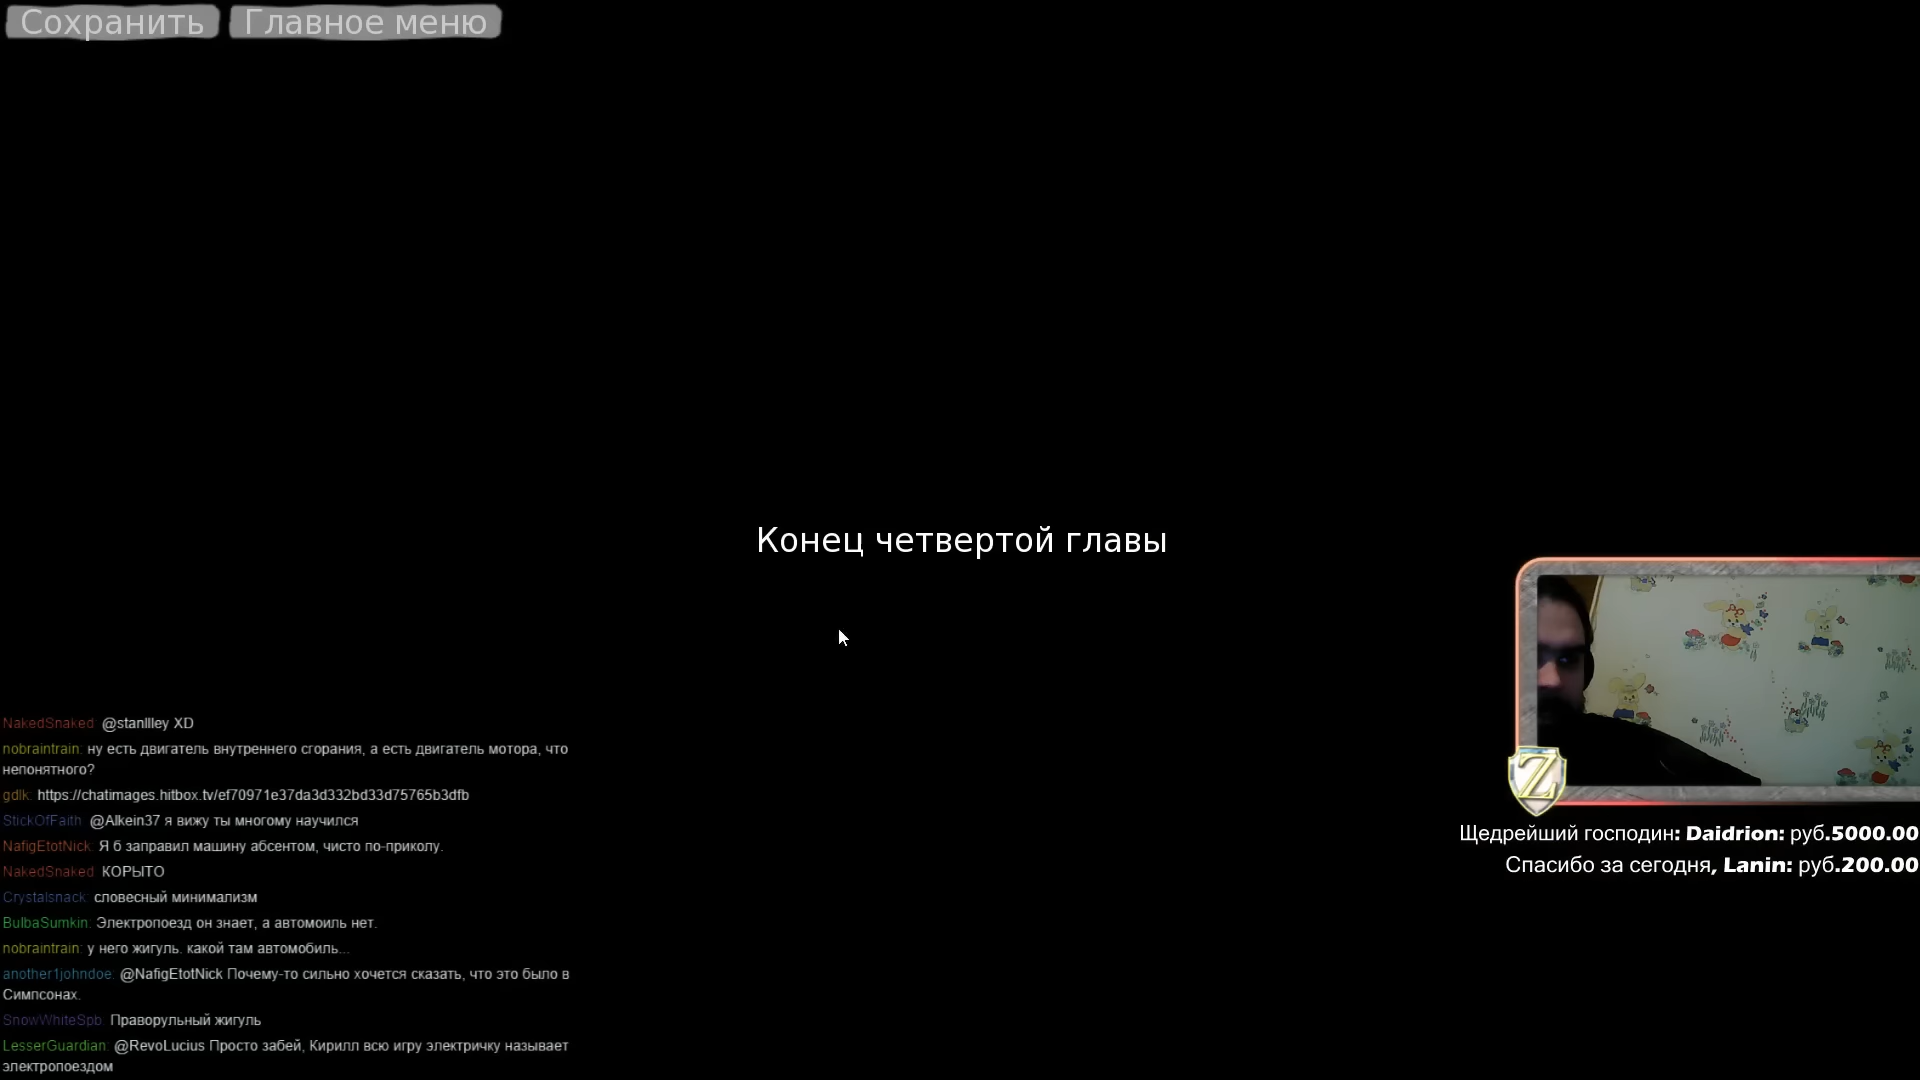 Сохранить Главное меню
Конец четвертой главы
NakedSnaked: @stanllley XD
nobraintrain: ну есть двигатель внутреннего сгорания, а есть двигатель мотора, что
непонятного?
gdlk: https://chatimages.hitbox.tv/ef70971e37da3d332bd33d75765b3dfb
StickOfFaith: @Alkein37 я вижу ты многому научился
NafigEtotNick: Я б заправил машину абсентом, чисто по-приколу.
NakedSnaked: КОРЫТО
Crystalsnack: словесный минимализм
BulbaSumkin: Электропоезд он знает, а автомоиль нет.
nobraintrain: у него жигуль. какой там автомобиль...
another1johndoe: @NafigEtotNick Почему-то сильно хочется сказать, что это было в
Симпсонах.
SnowWhiteSpb: Праворульный жигуль
LesserGuardian: @RevoLucius Просто забей, Кирилл всю игру электричку называет
электропоездом
Z
Щедрейший господин: Daidrion: руб.5000.00
Спасибо за сегодня, Lanin: руб.200.00